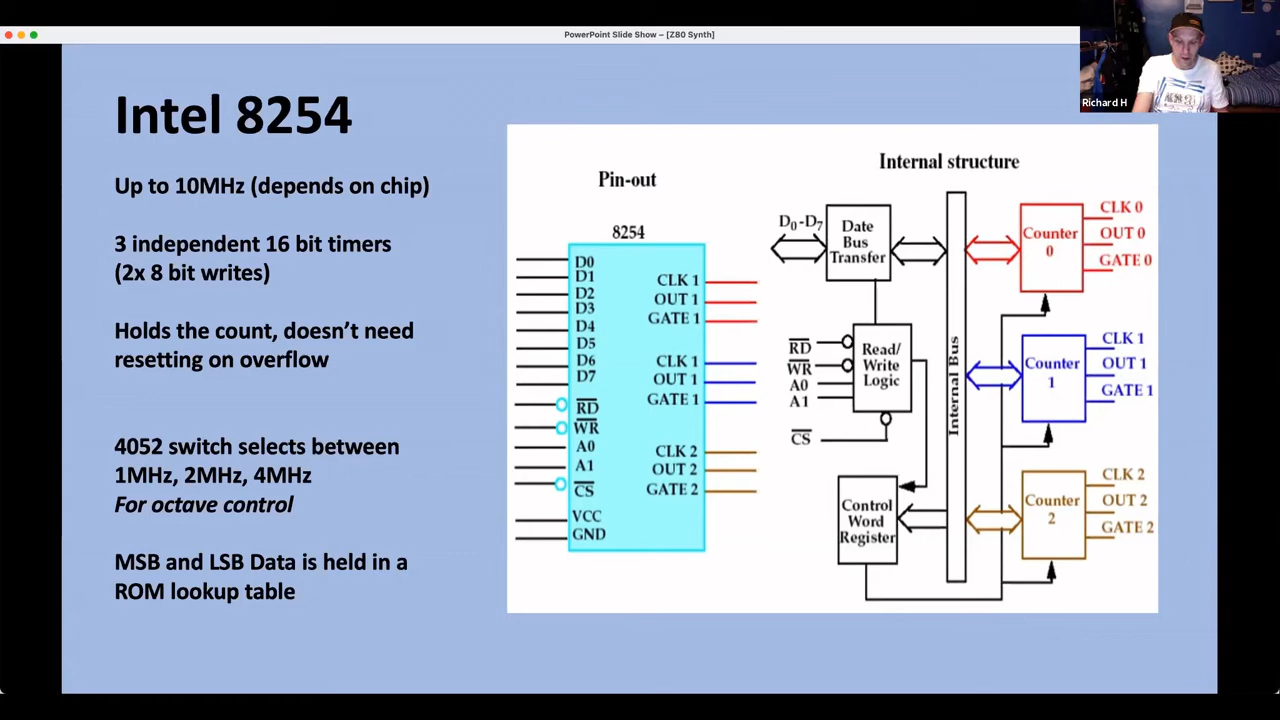 PowerPoint Slide Show – [Z80 Synth]
Richard H
Intel 8254
Up to 10MHz (depends on chip)
3 independent 16 bit timers
(2x 8 bit writes)
Holds the count, doesn’t need
resetting on overflow
4052 switch selects between
1MHz, 2MHz, 4MHz
For octave control
MSB and LSB Data is held in a
ROM lookup table
Pin-out
8254
D0
D1
D2
D3
D4
D5
D6
D7
RD
WR
A0
A1
CS
VCC
GND
CLK 1
OUT 1
GATE 1
CLK 1
OUT 1
GATE 1
CLK 2
OUT 2
GATE 2
Internal structure
D0-D7
Date
Bus
Transfer
RD
WR
A0
A1
CS
Read/
Write
Logic
Control
Word
Register
Internal Bus
Counter
0
CLK 0
OUT 0
GATE 0
Counter
1
CLK 1
OUT 1
GATE 1
Counter
2
CLK 2
OUT 2
GATE 2